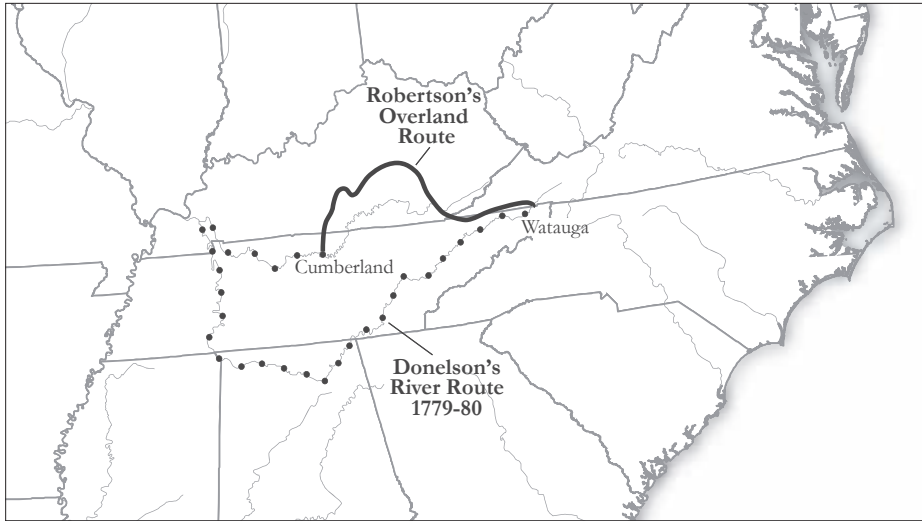 Robertson's
Overland
Route
Watauga
Cumberland
Donelson's
River Route
1779-80